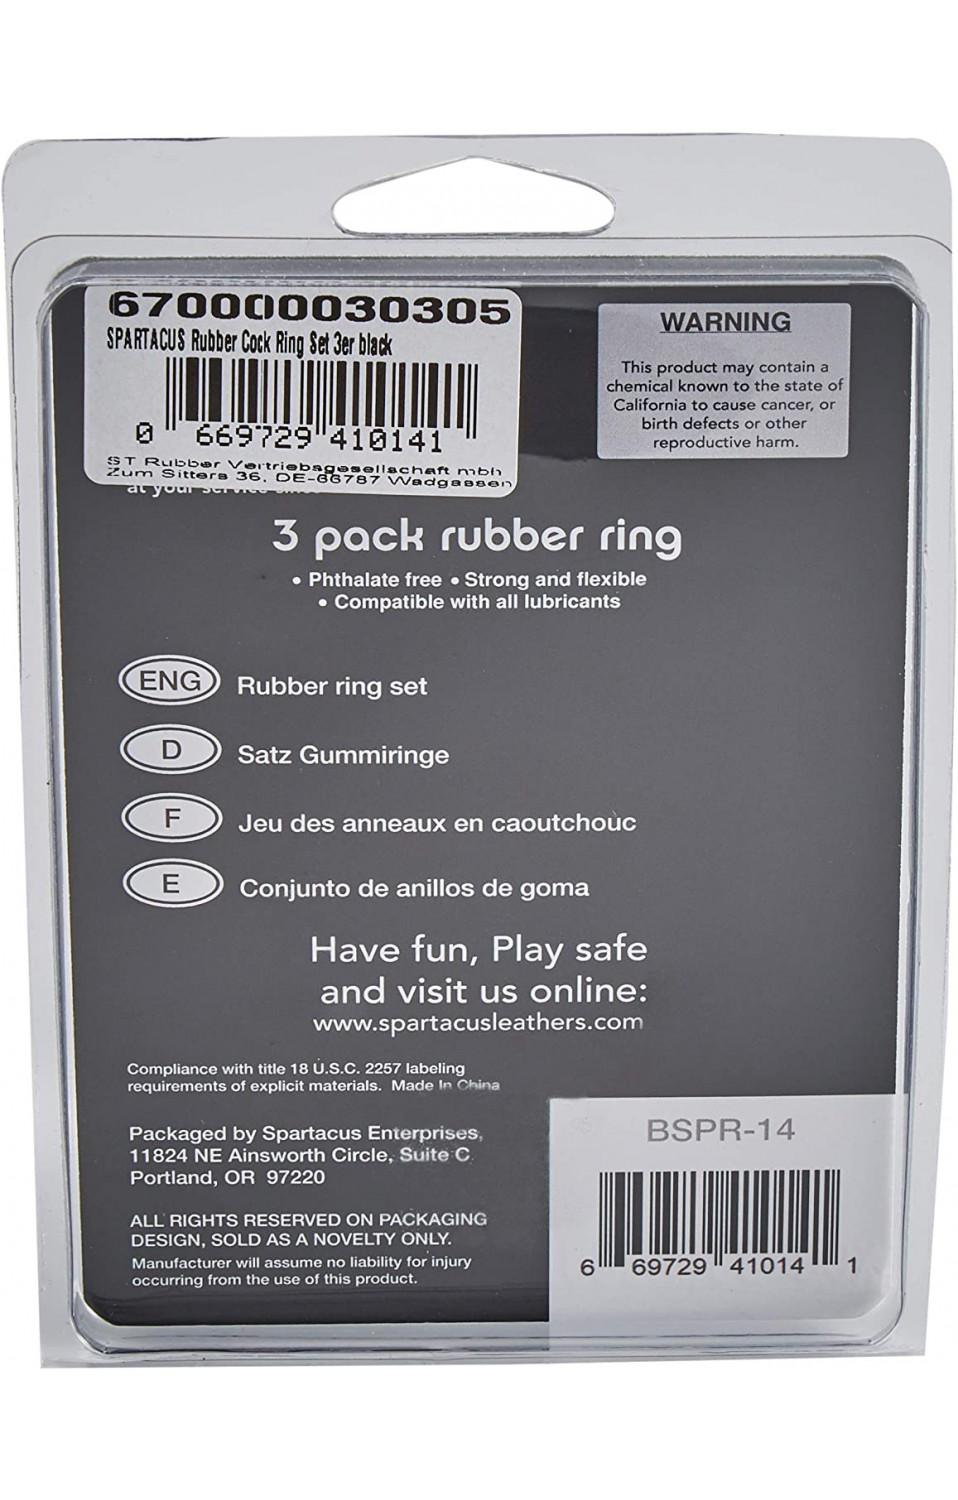 670000030305
SPARTACUS Rubber Cock Ring Set 3er black
0 669729 410141
ST Rubber Vertriebsgesellschaft mbh
Zum Sitters 36, DE-66787 Wadgassen
at your service since
WARNING
This product may contain a
chemical known to the state of
California to cause cancer, or
birth defects or other
reproductive harm.
3 pack rubber ring
• Phthalate free • Strong and flexible
• Compatible with all lubricants
ENG Rubber ring set
D Satz Gummiringe
F Jeu des anneaux en caoutchouc
E Conjunto de anillos de goma
Have fun, Play safe
and visit us online:
www.spartacusleathers.com
Compliance with title 18 U.S.C. 2257 labeling
requirements of explicit materials. Made In China
Packaged by Spartacus Enterprises,
11824 NE Ainsworth Circle, Suite C
Portland, OR 97220
ALL RIGHTS RESERVED ON PACKAGING
DESIGN, SOLD AS A NOVELTY ONLY.
Manufacturer will assume no liability for injury
occurring from the use of this product.
BSPR-14
6 69729 41014 1